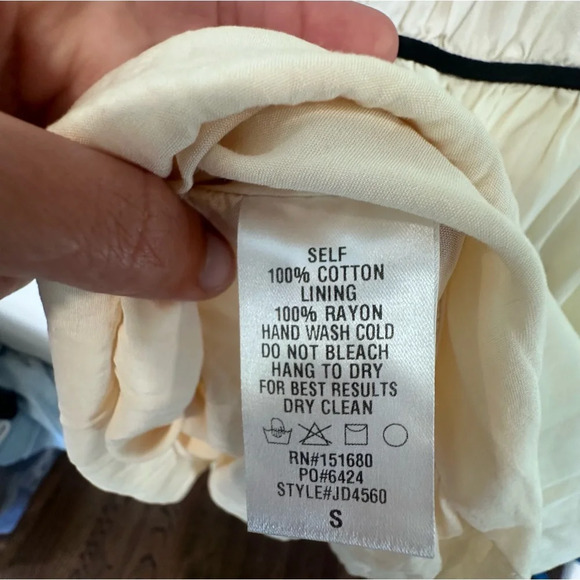 SELF
100% COTTON
LINING
100% RAYON
HAND WASH COLD
DO NOT BLEACH
HANG TO DRY
FOR BEST RESULTS
DRY CLEAN
RN#151680
PO#6424
STYLE#JD4560
S